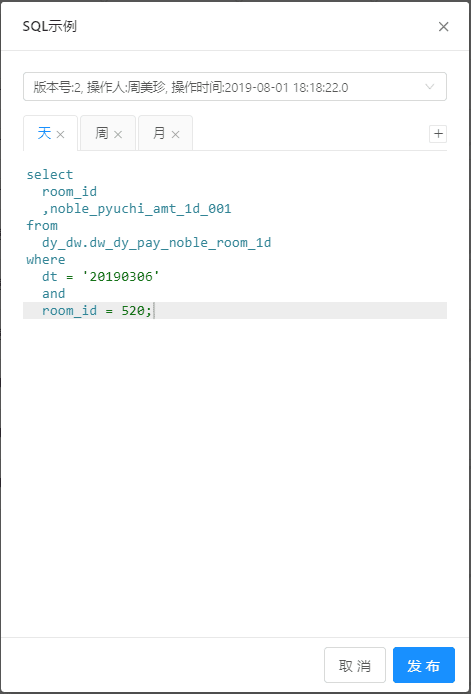 SQL示例
版本号:2, 操作人:周美珍, 操作时间:2019-08-01 18:18:22.0
天 周 月
select
room_id
,noble_pyuchi_amt_1d_001
from
dy_dw.dw_dy_pay_noble_room_1d
where
dt = '20190306'
and
room_id = 520;
取 消 发 布